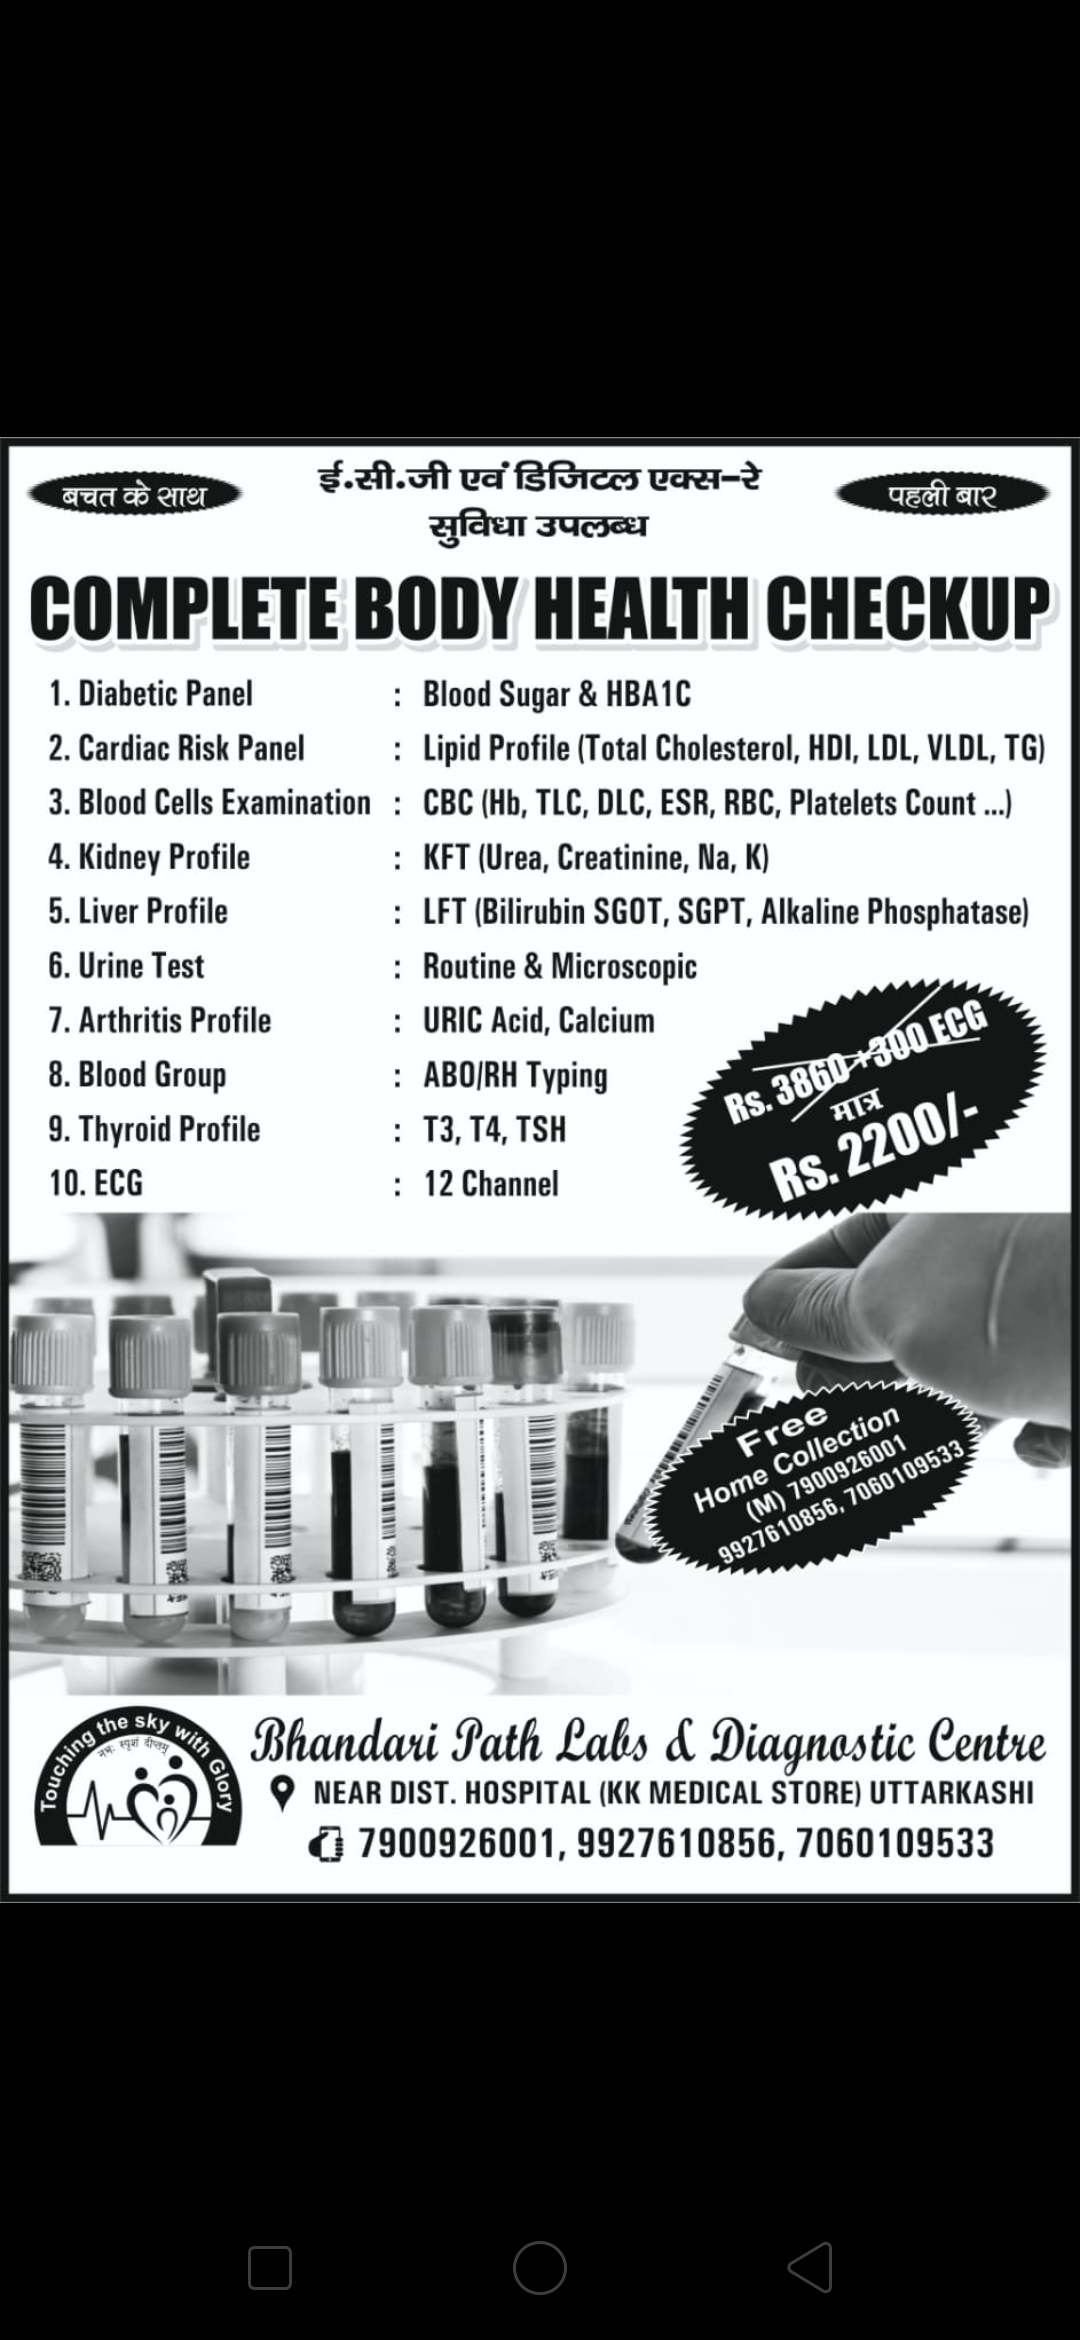 बचत के साथ
ई.सी.जी एवं डिजिटल एक्स-रे
सुविधा उपलब्ध
पहली बार
COMPLETE BODY HEALTH CHECKUP
1. Diabetic Panel : Blood Sugar & HBA1C
2. Cardiac Risk Panel : Lipid Profile (Total Cholesterol, HDI, LDL, VLDL, TG)
3. Blood Cells Examination : CBC (Hb, TLC, DLC, ESR, RBC, Platelets Count ...)
4. Kidney Profile : KFT (Urea, Creatinine, Na, K)
5. Liver Profile : LFT (Bilirubin SGOT, SGPT, Alkaline Phosphatase)
6. Urine Test : Routine & Microscopic
7. Arthritis Profile : URIC Acid, Calcium
8. Blood Group : ABO/RH Typing
9. Thyroid Profile : T3, T4, TSH
10. ECG : 12 Channel
Rs. 3860 +300 ECG
मात्र
Rs. 2200/-
Free
Home Collection
(M) 7900926001
9927610856, 7060109533
Touching the sky with Glory
नभः स्पृशं दीप्तम्
Bhandari Path Labs & Diagnostic Centre
NEAR DIST. HOSPITAL (KK MEDICAL STORE) UTTARKASHI
7900926001, 9927610856, 7060109533